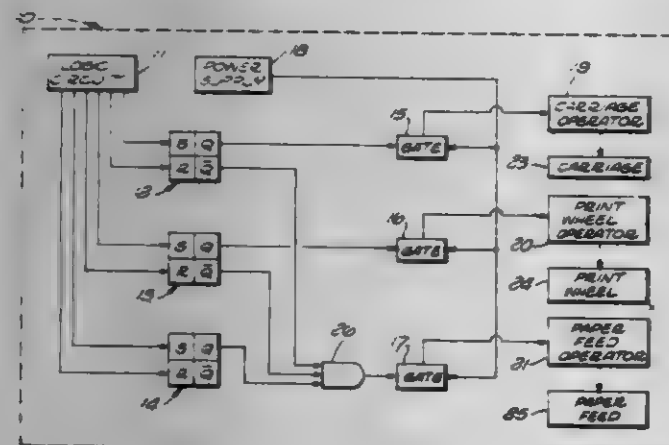 10
LOGIC
CIRCUIT
11
POWER
SUPPLY
18
19
CARRIAGE
OPERATOR
15
GATE
23
CARRIAGE
S Q
R Q̅
12
PRINT
WHEEL
OPERATOR
20
16
GATE
S Q
R Q̅
13
24
PRINT
WHEEL
26
17
GATE
PAPER
FEED
OPERATOR
21
S Q
R Q̅
14
25
PAPER
FEED